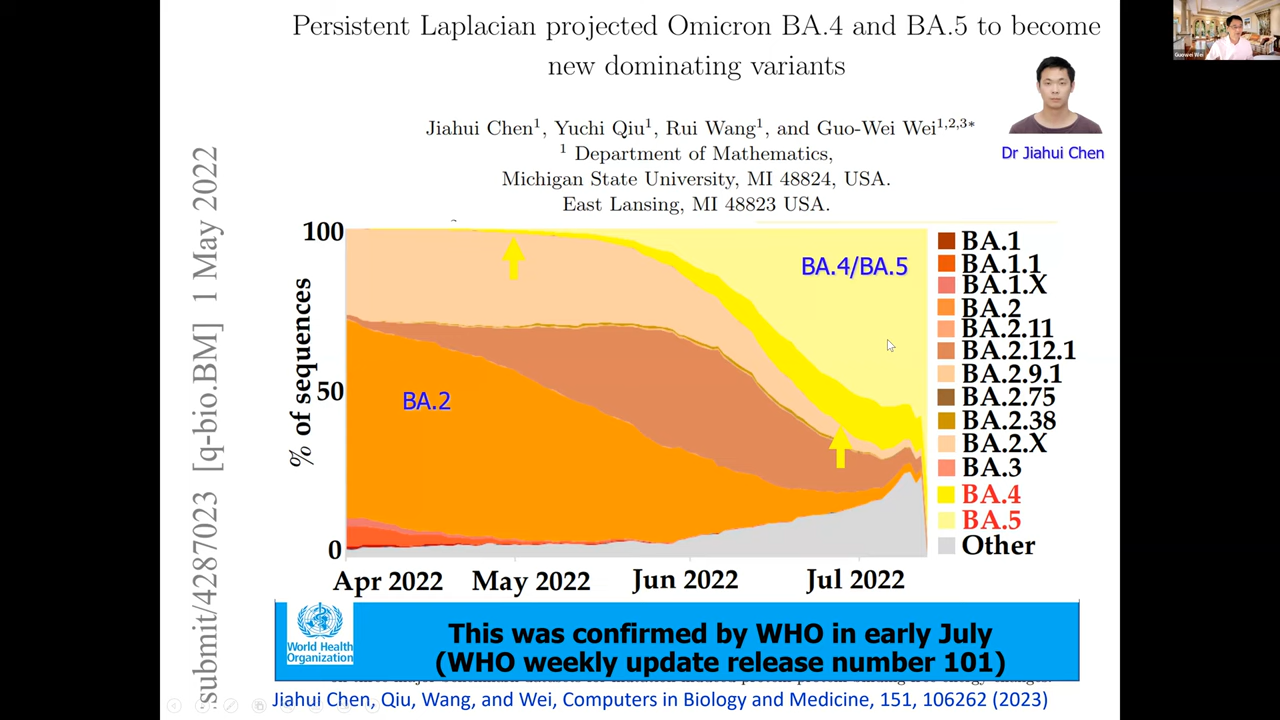 Persistent Laplacian projected Omicron BA.4 and BA.5 to become
new dominating variants
Guowei Wei
Jiahui Chen1, Yuchi Qiu1, Rui Wang1, and Guo-Wei Wei1,2,3*
1 Department of Mathematics,
Michigan State University, MI 48824, USA.
East Lansing, MI 48823 USA.
Dr Jiahui Chen
submit/4287023 [q-bio.BM] 1 May 2022
% of sequences
100
50
0
BA.2
BA.4/BA.5
Apr 2022 May 2022 Jun 2022 Jul 2022
BA.1
BA.1.1
BA.1.X
BA.2
BA.2.11
BA.2.12.1
BA.2.9.1
BA.2.75
BA.2.38
BA.2.X
BA.3
BA.4
BA.5
Other
World Health
Organization
This was confirmed by WHO in early July
(WHO weekly update release number 101)
Jiahui Chen, Qiu, Wang, and Wei, Computers in Biology and Medicine, 151, 106262 (2023)